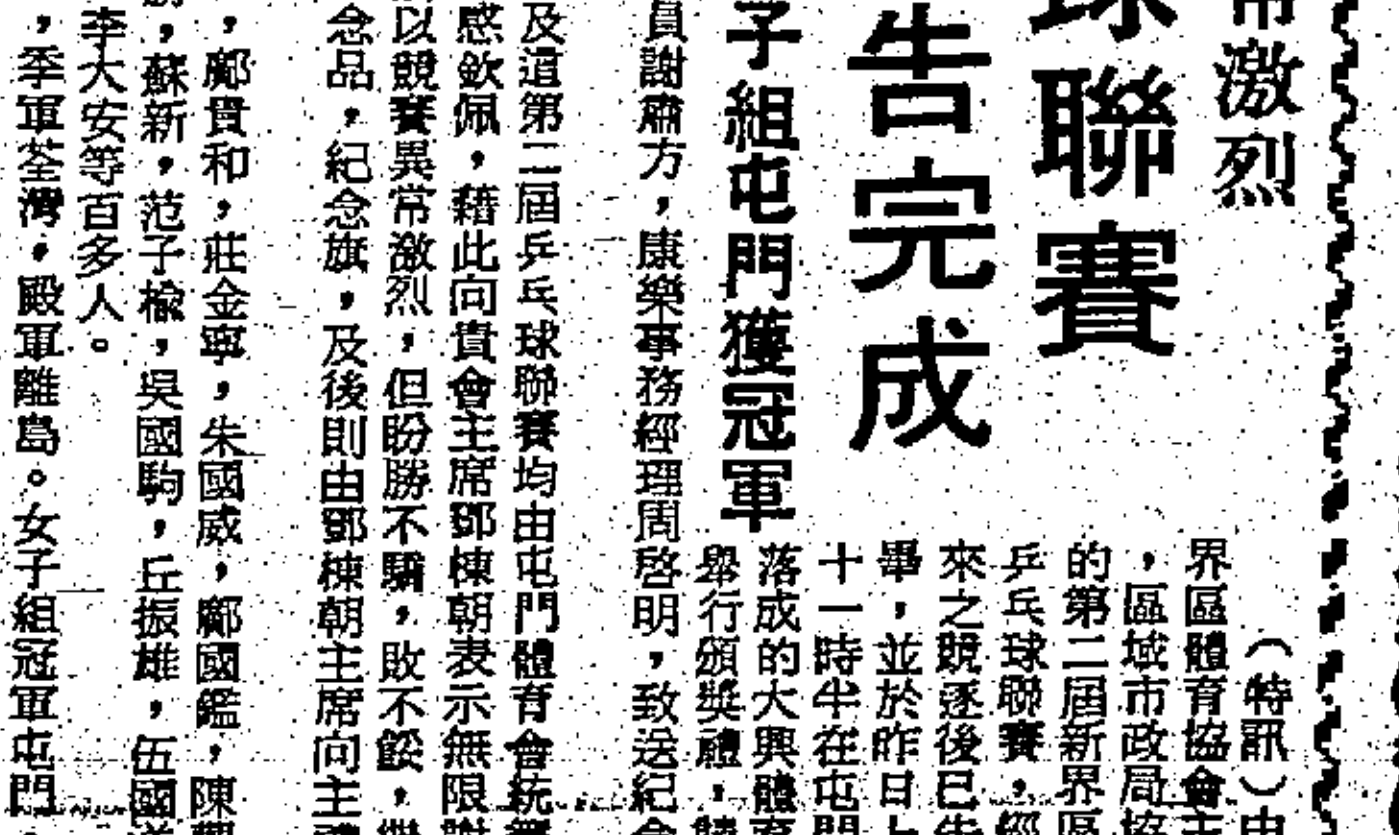 常激烈
球聯賽
告完成
子組屯門獲冠軍
（特訊）由
界區體育協會主
，區域市政局協
的第二屆新界區
乒乓球聯賽，經
來之競逐後已告
畢，並於昨日上
十一時半在屯門
落成的大興體育
舉行頒獎禮，
員謝肅方，康樂事務經理周啓明，致送紀念
及道第二屆乒乓球聯賽均由屯門體育會統籌
感欽佩，藉此向貴會主席鄧棟朝表示無限謝
以競賽異常激烈，但盼勝不驕，敗不餒，繼
念品，紀念旗，及後則由鄧棟朝主席向主禮
，鄺貴和，莊金寧，朱國威，鄺國鑑，陳
，蘇新，范子榆，吳國駒，丘振雄，伍國
李大安等百多人。
，季軍荃灣，殿軍離島。女子組冠軍屯門，